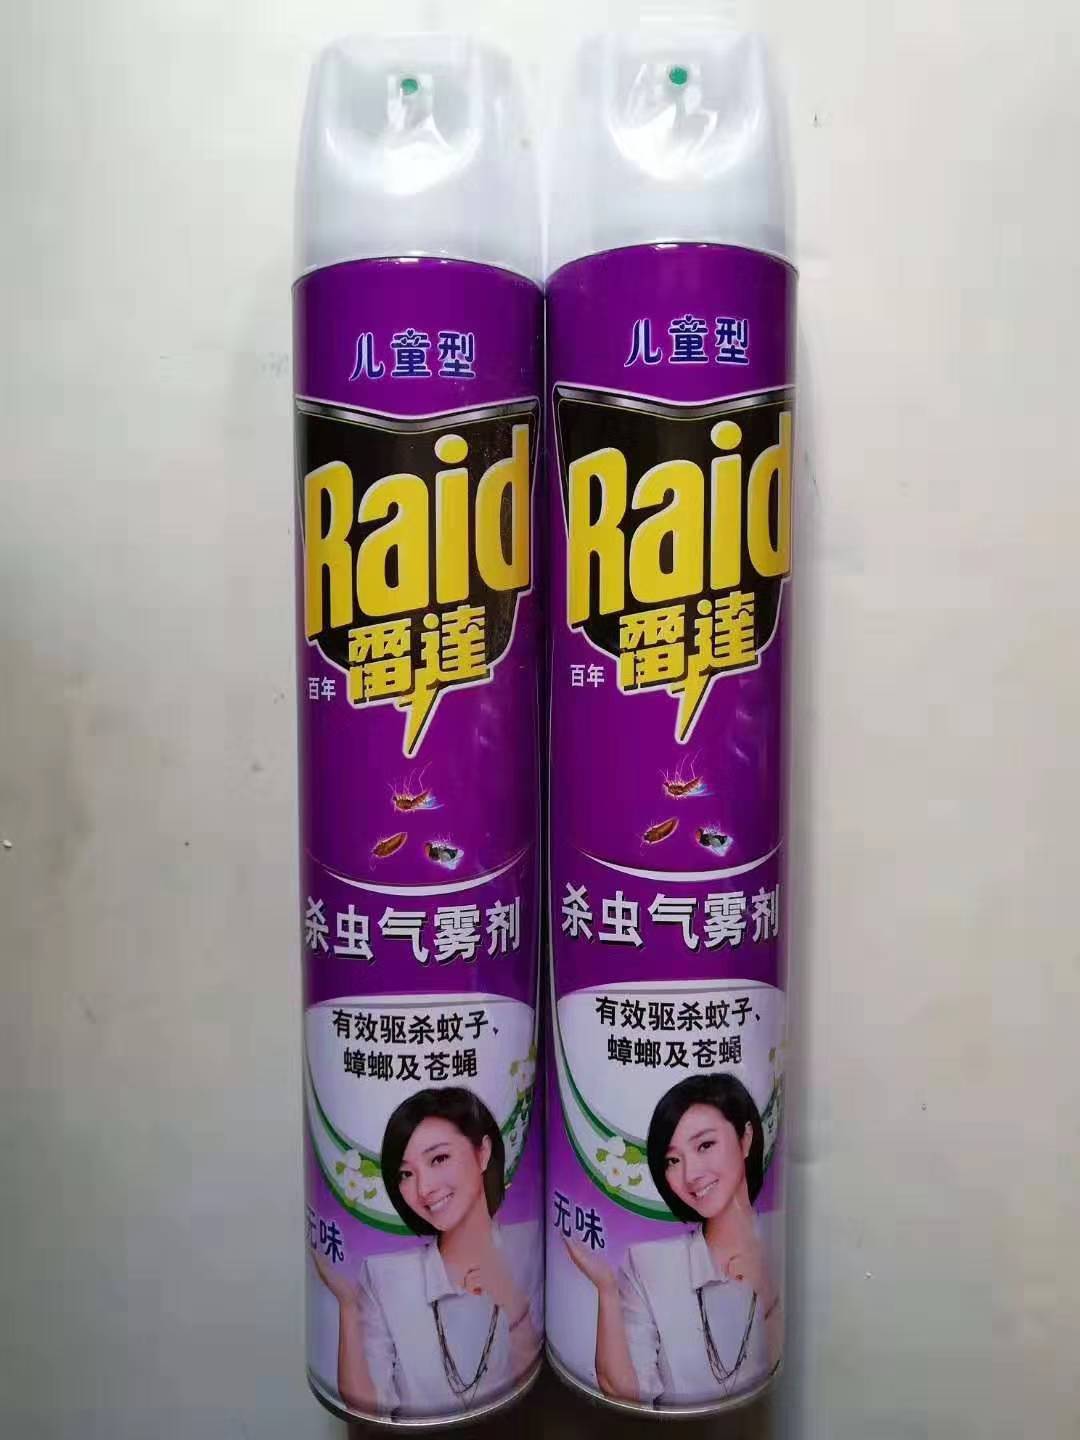 儿童型
Raid
雷達
百年
杀虫气雾剂
有效驱杀蚊子、
蟑螂及苍蝇
无味
儿童型
Raid
雷達
百年
杀虫气雾剂
有效驱杀蚊子、
蟑螂及苍蝇
无味